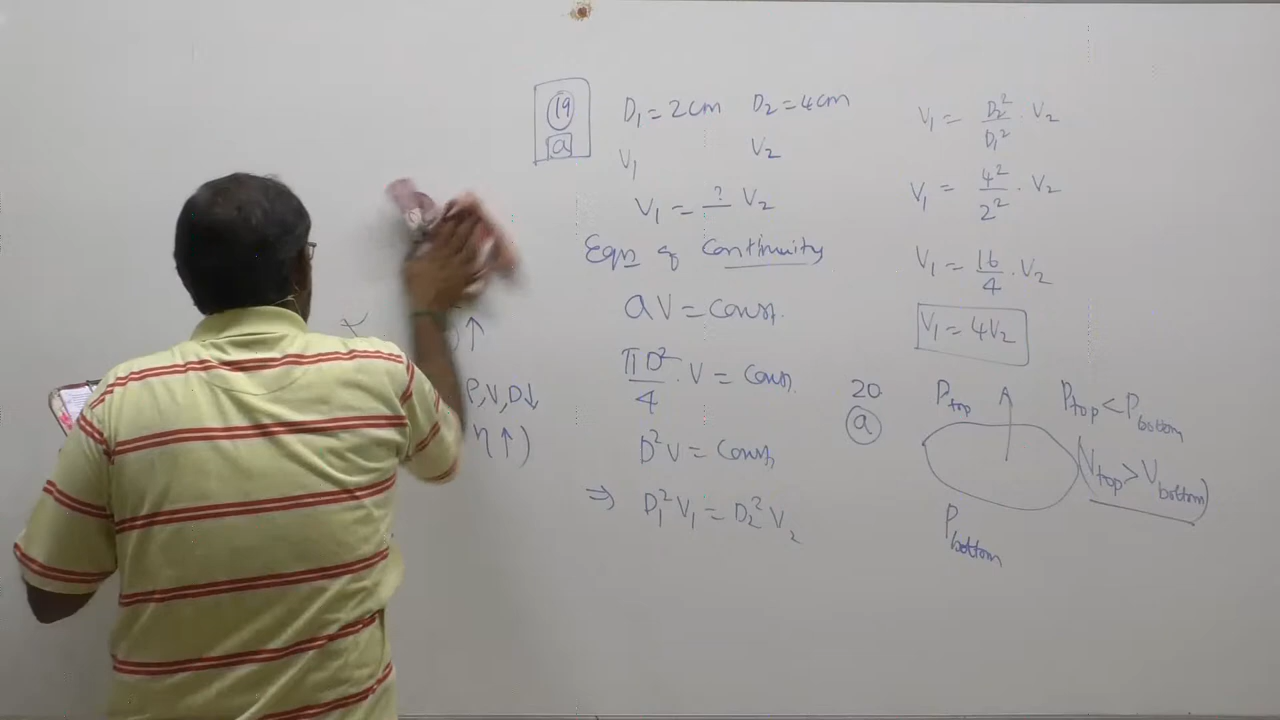 ↑
P,V,D↓
η↑)
19
a
D₁=2cm D₂=4cm
V₁ V₂
V₁ = ? V₂
Eqn of Continuity
aV=const.
πD²/4 . V = Const.
D²V = Const,
⇒ D₁²V₁ = D₂²V₂
V₁ = D₂²/D₁² . V₂
V₁ = 4²/2² . V₂
V₁ = 16/4 . V₂
V₁ = 4V₂
20
a
Ptop
Ptop < Pbottom
(Vtop > Vbottom)
Pbottom